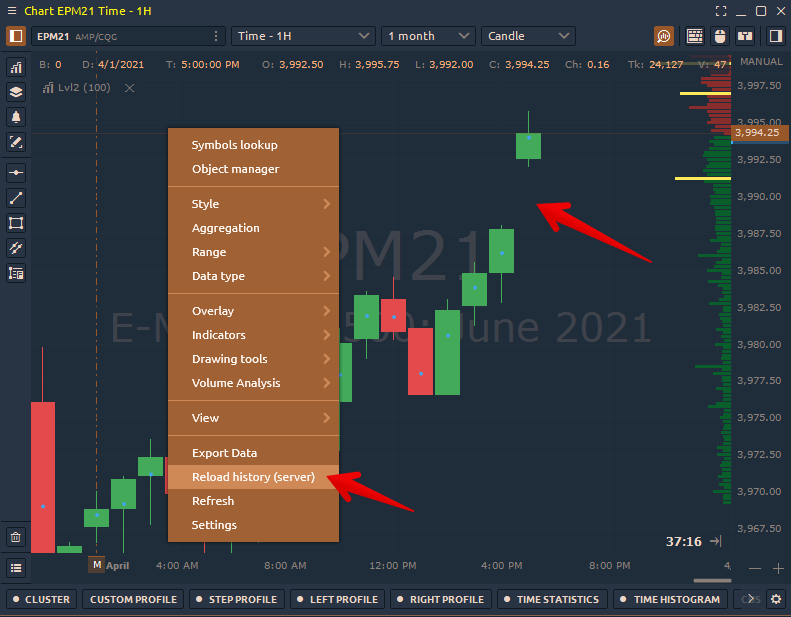 Chart EPM21 Time - 1H
EPM21 AMP/CQG
Time - 1H
1 month
Candle
B: 0 D: 4/1/2021 T: 5:00:00 PM O: 3,992.50 H: 3,995.75 L: 3,992.00 C: 3,994.25 Ch: 0.16 Tk: 24,127 V: 47
MANUAL
Lvl2 (100)
3,997.50
3,995.00
3,994.25
3,992.50
3,990.00
3,987.50
3,985.00
3,982.50
3,980.00
3,977.50
3,975.00
3,972.50
3,970.00
3,967.50
Symbols lookup
Object manager
Style
Aggregation
Range
Data type
Overlay
Indicators
Drawing tools
Volume Analysis
View
Export Data
Reload history (server)
Refresh
Settings
PM21
E-M 500: June 2021
37:16
M April 4:00 AM 8:00 AM 12:00 PM 4:00 PM 8:00 PM 4
CLUSTER
CUSTOM PROFILE
STEP PROFILE
LEFT PROFILE
RIGHT PROFILE
TIME STATISTICS
TIME HISTOGRAM